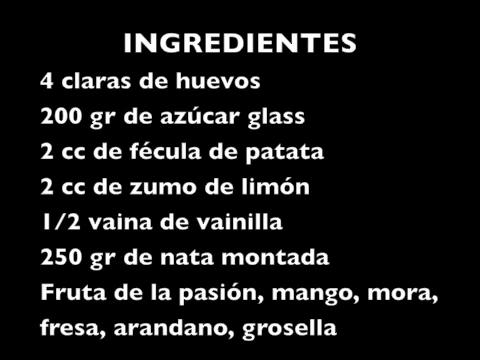 INGREDIENTES
4 claras de huevos
200 gr de azúcar glass
2 cc de fécula de patata
2 cc de zumo de limón
1/2 vaina de vainilla
250 gr de nata montada
Fruta de la pasión, mango, mora,
fresa, arandano, grosella